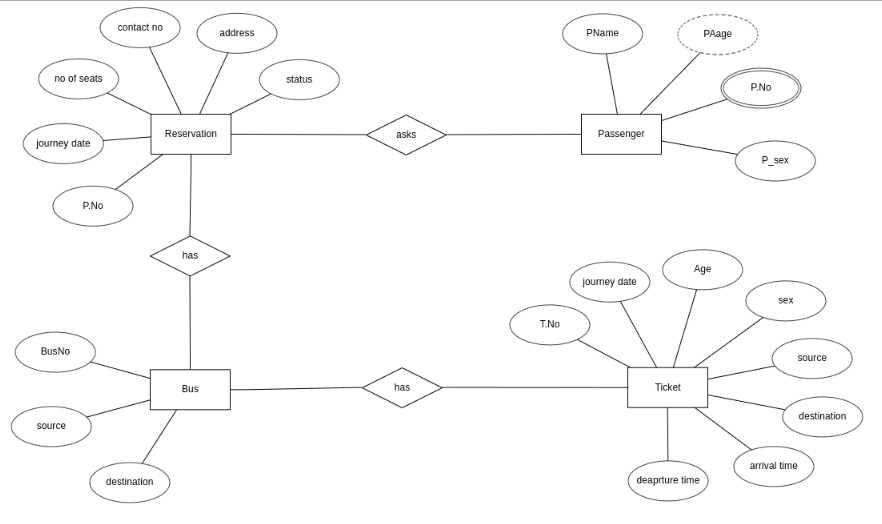 contact no
address
PName
PAage
no of seats
status
P.No
Reservation
asks
Passenger
journey date
P_sex
P.No
has
Age
journey date
sex
T.No
BusNo
source
Bus
has
Ticket
source
destination
destination
arrival time
deaprture time